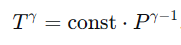 T^γ = const · P^{γ−1}